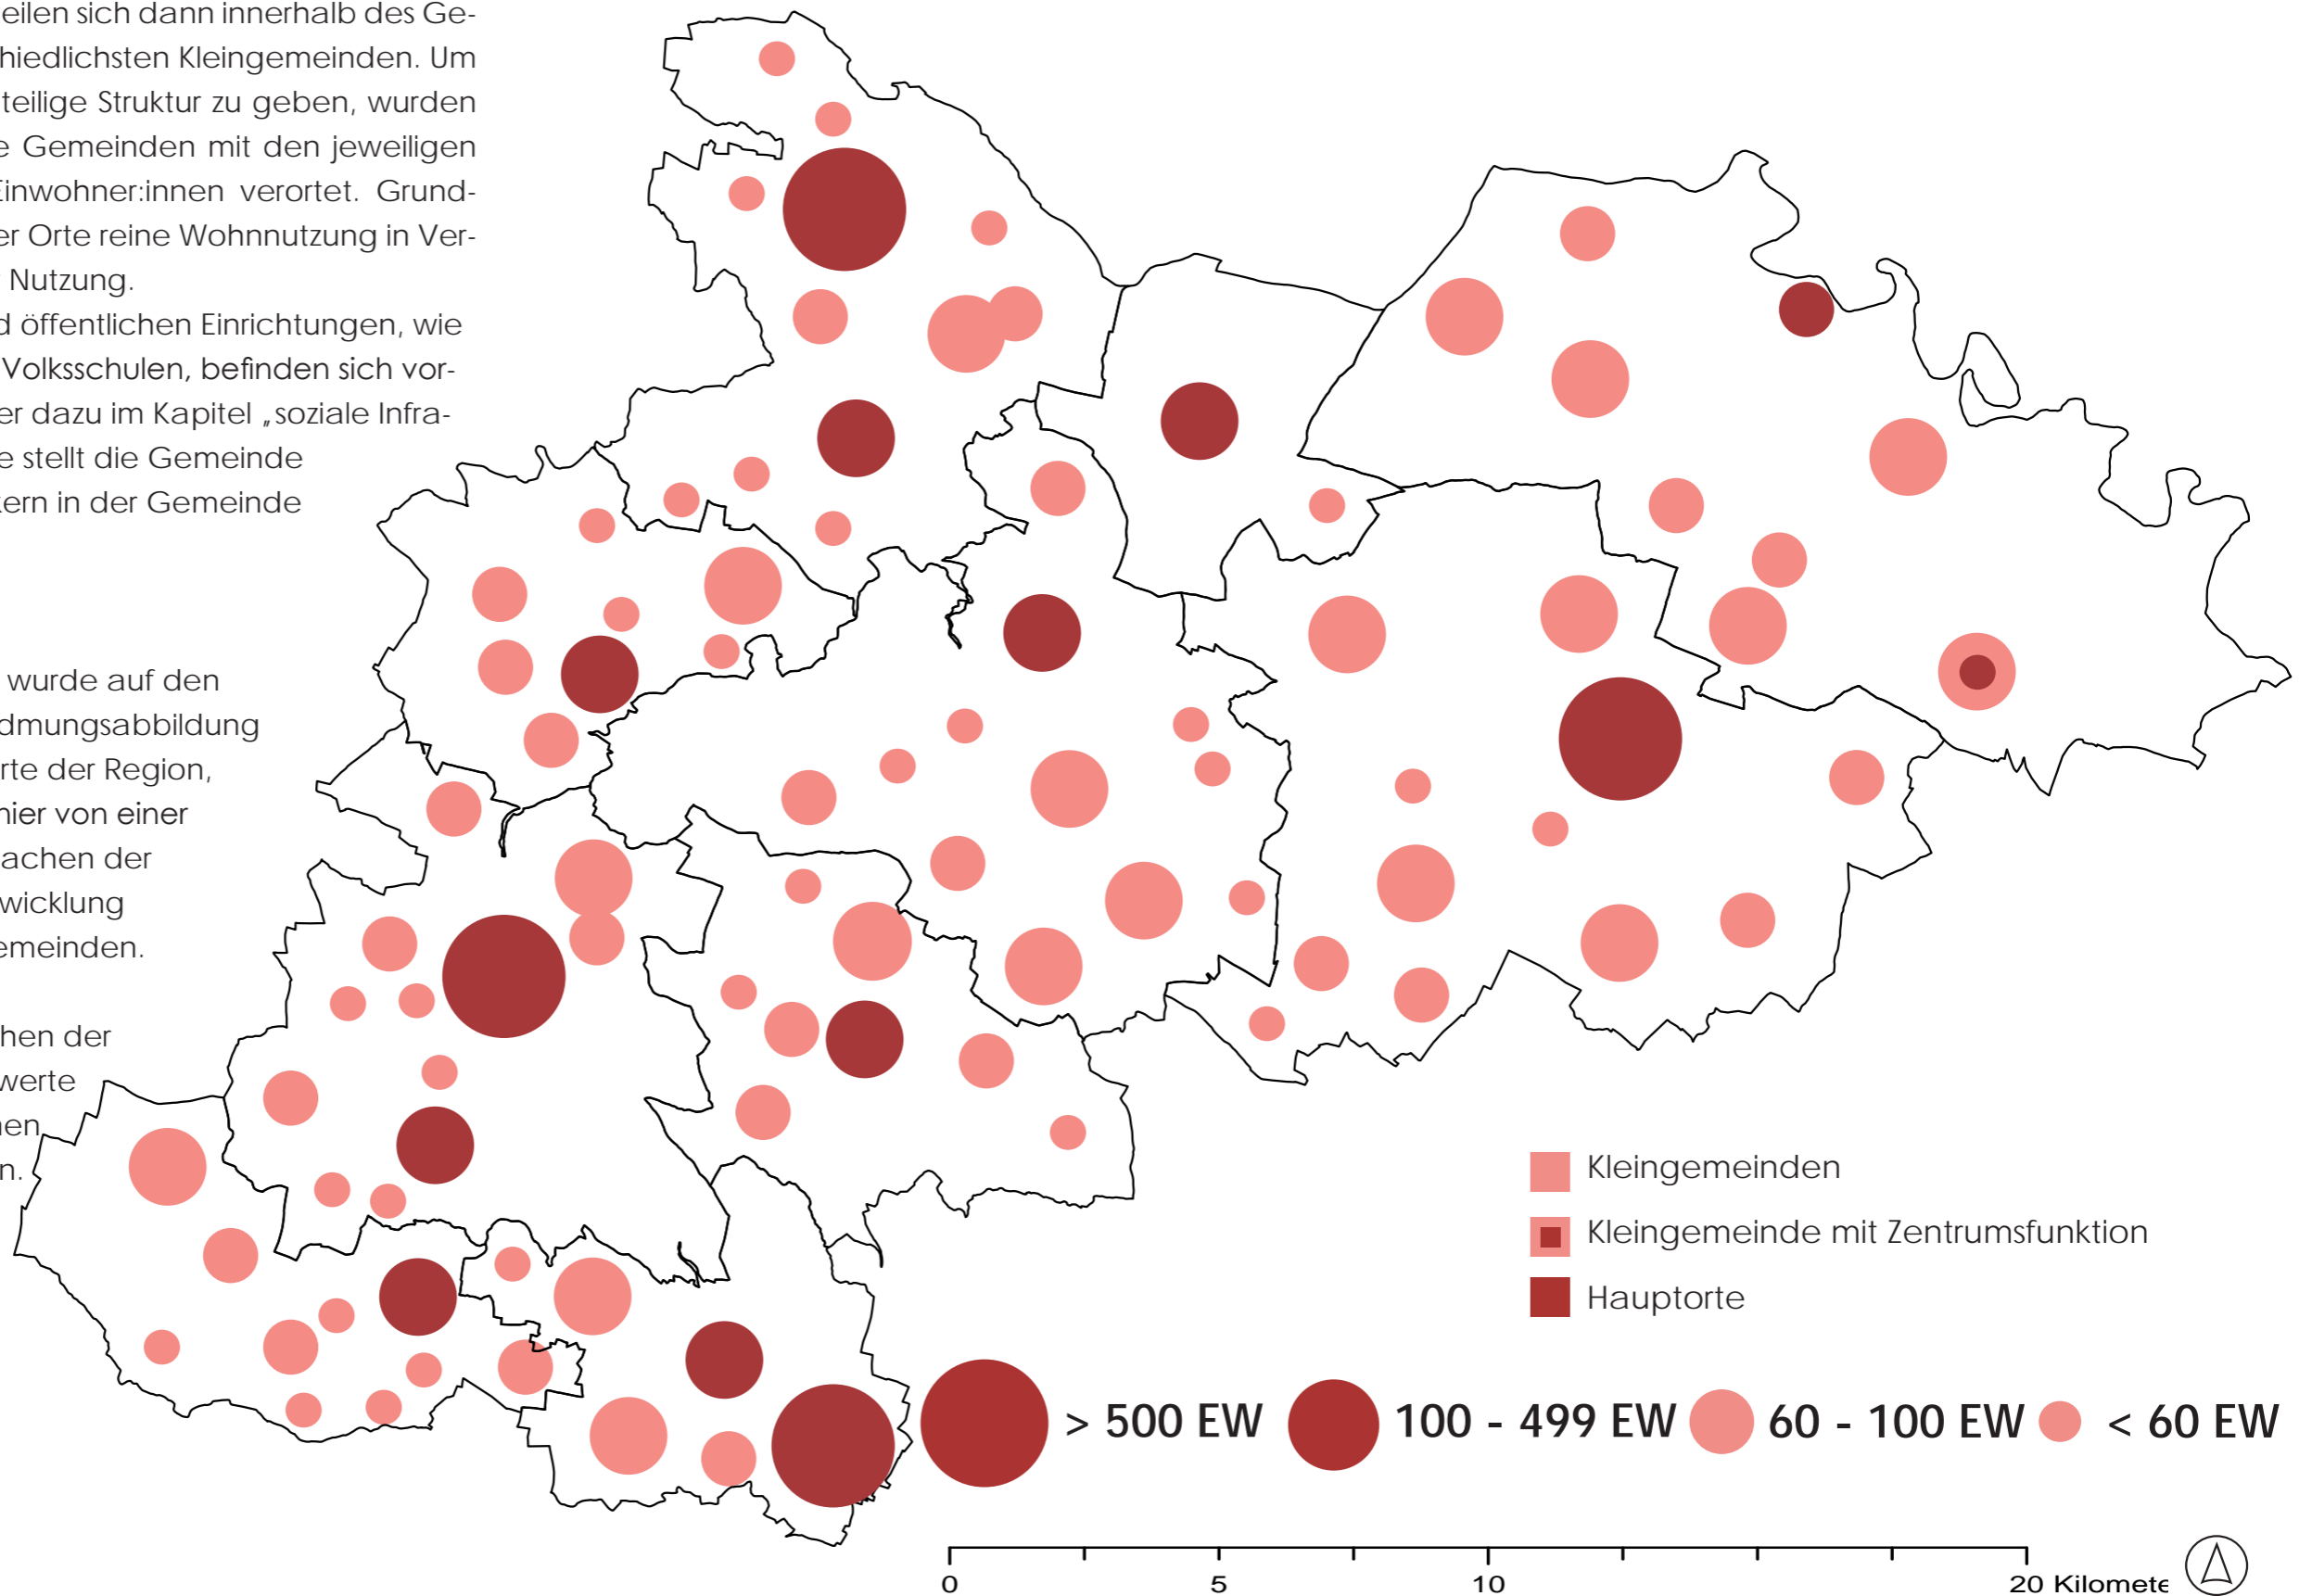 eilen sich dann innerhalb des Ge-
hiedlichsten Kleingemeinden. Um
teilige Struktur zu geben, wurden
e Gemeinden mit den jeweiligen
Einwohner:innen verortet. Grund-
er Orte reine Wohnnutzung in Ver-
r Nutzung.
d öffentlichen Einrichtungen, wie
Volksschulen, befinden sich vor-
er dazu im Kapitel „soziale Infra-
e stellt die Gemeinde
kern in der Gemeinde
wurde auf den
dmungsabbildung
rte der Region,
hier von einer
achen der
wicklung
emeinden.
hen der
werte
nen
n.
Kleingemeinden
Kleingemeinde mit Zentrumsfunktion
Hauptorte
> 500 EW 100 - 499 EW 60 - 100 EW < 60 EW
0 5 10 20 Kilomete